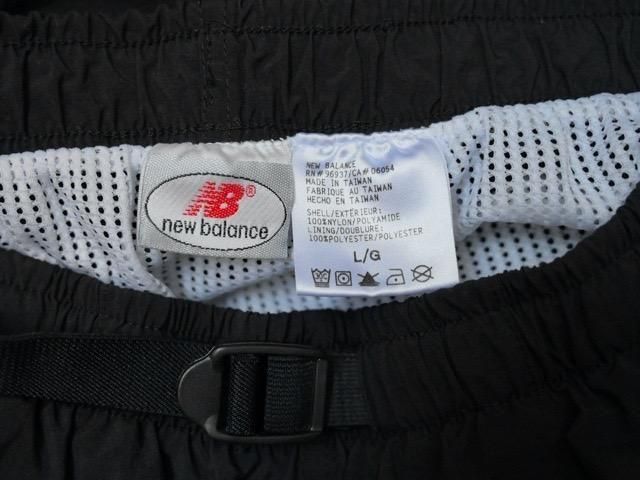 NB®
new balance
NEW BALANCE
RN# 96937/CA# 06054
MADE IN TAIWAN
FABRIQUE AU TAIWAN
HECHO EN TAIWAN
SHELL/EXTÉRIEUR:
100%NYLON/POLYAMIDE
LINING/DOUBLURE:
100%POLYESTER/POLYESTER
L/G